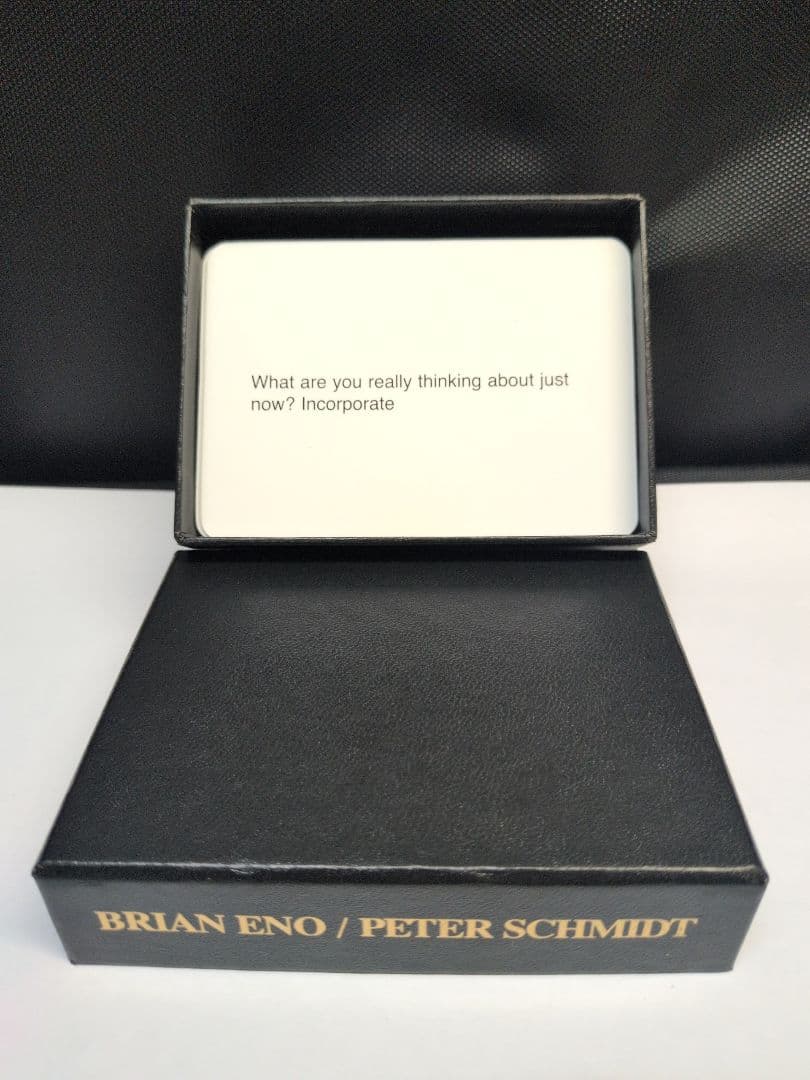 What are you really thinking about just
now? Incorporate
BRIAN ENO / PETER SCHMIDT